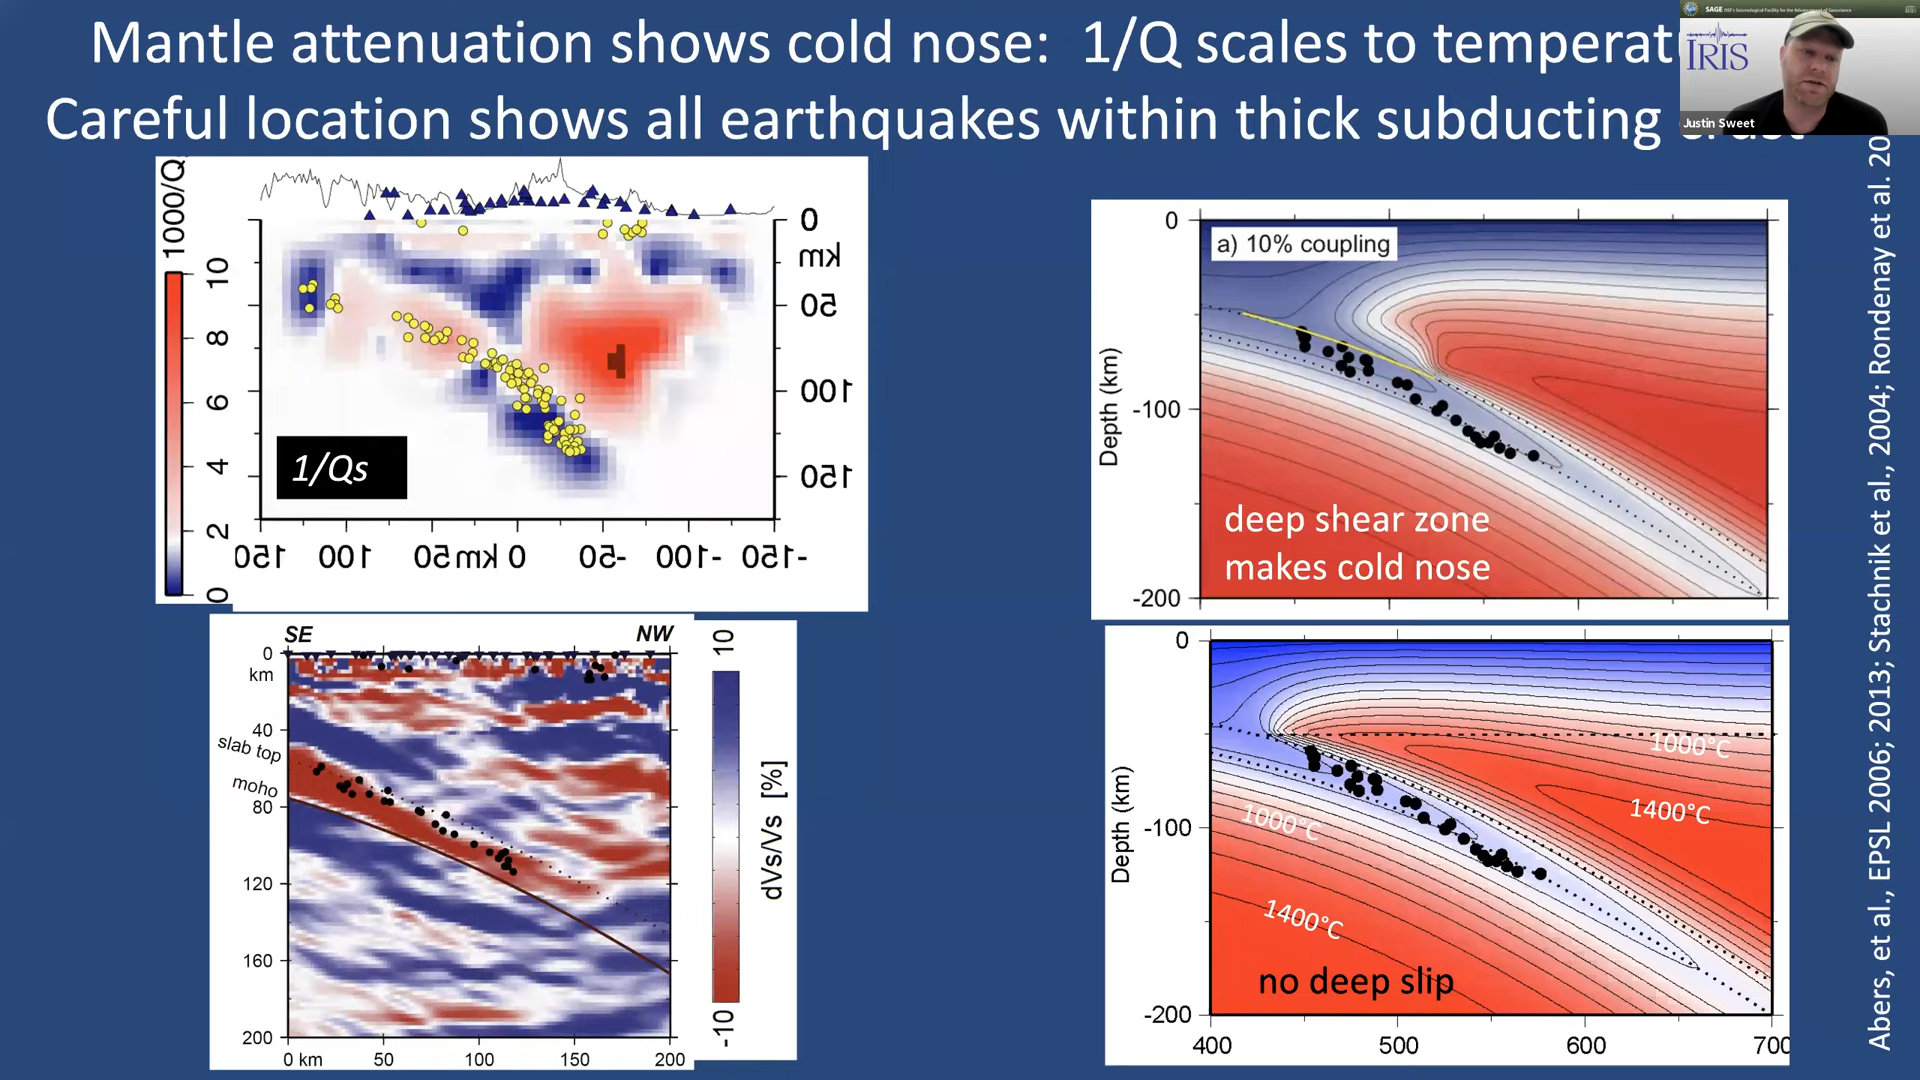 Mantle attenuation shows cold nose:  1/Q scales to
Careful location shows all earthquakes within thick subducting
SAGE
IRIS
Justin Sweet
1000/Q
10
8
6
4
2
0
0
km
50
100
150
1/Qs
150
100
50
km 0
-50
-100
-150
SE
NW
0
km
40
slab top
moho
80
120
160
200
0 km
50
100
150
200
10
dVs/Vs [%]
-10
0
a) 10% coupling
Depth (km)
-100
deep shear zone
makes cold nose
-200
0
1000°C
1400°C
Depth (km)
-100
1000°C
1400°C
no deep slip
-200
400
500
600
700
Abers, et al., EPSL 2006; 2013; Stachnik et al., 2004; Rondenay et al. 20